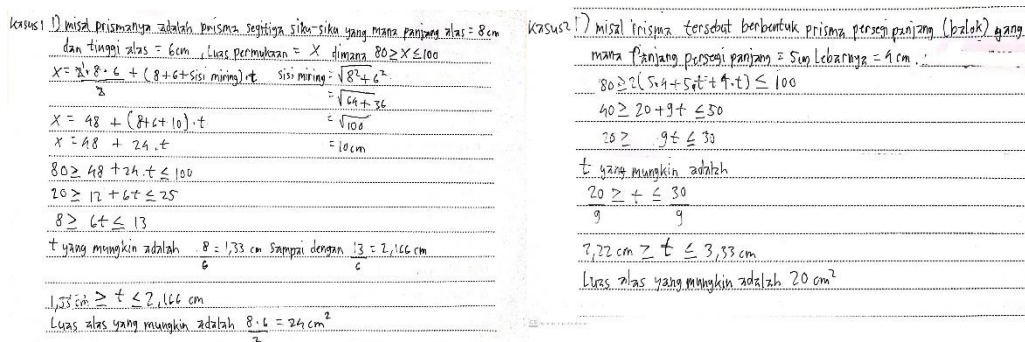 Kasus 1 1) misal prismanya adalah prisma segitiga siku-siku yang mana panjang alas = 8 cm
dan tinggi alas = 6cm , Luas permukaan = X dimana 80≥X≤100
X = 2 · 8 · 6 / 2 + (8+6+sisi miring) · t
sisi miring = √8²+6²
= √64+36
X = 48 + (8+6+10) · t
= √100
X = 48 + 24 . t
= 10cm
80 ≥ 48 + 24 . t ≤ 100
20 ≥ 12 + 6t ≤ 25
8 ≥ 6t ≤ 13
t yang mungkin adalah 8/6 = 1,33 cm sampai dengan 13/6 = 2,166 cm
1,33 cm ≥ t ≤ 2,166 cm
Luas alas yang mungkin adalah 8 · 6 / 2 = 24 cm²
Kasus 2 1) misal prisma tersebut berbentuk prisma persegi panjang (balok) yang
mana Panjang persegi panjang = 5cm Lebarnya = 4 cm .
80 ≥ 2(5.4 + 5.t + 4.t) ≤ 100
40 ≥ 20 + 9t ≤ 50
20 ≥ 9t ≤ 30
t yang mungkin adalah
20/9 ≥ t ≤ 30/9
2,22 cm ≥ t ≤ 3,33 cm
Luas alas yang mungkin adalah 20 cm²